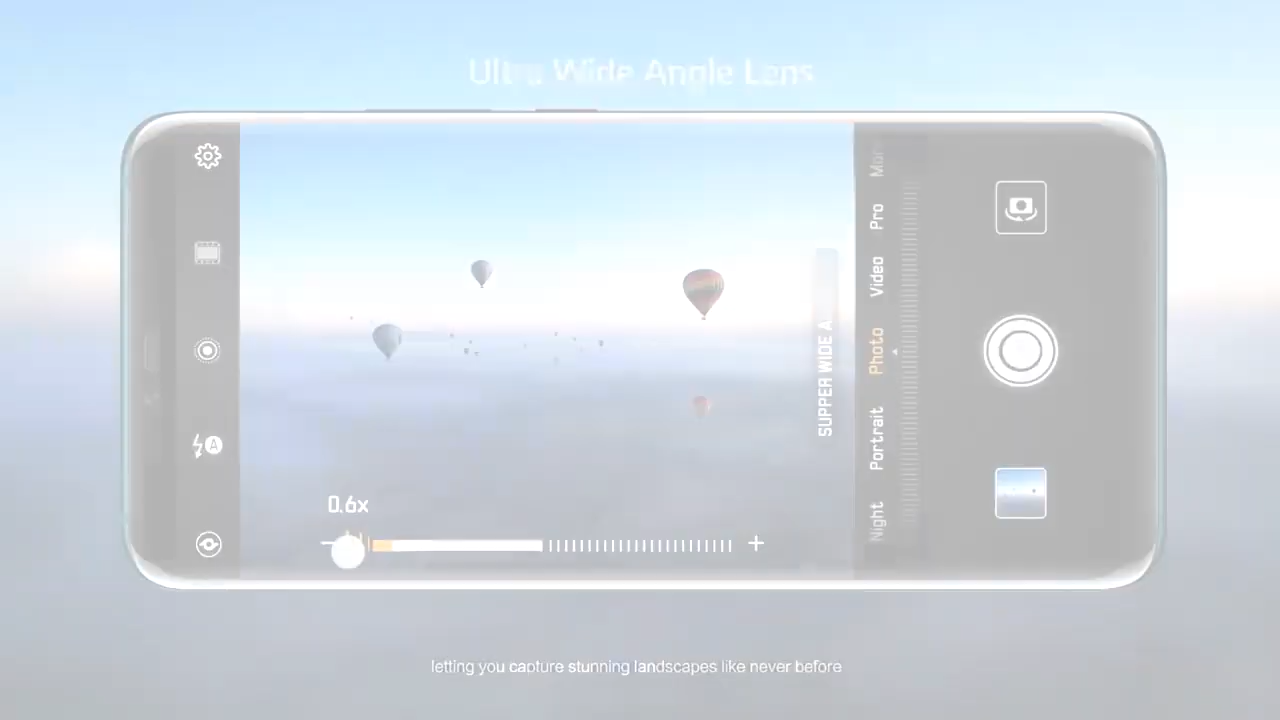 Ultra Wide Angle Lens
More
Pro
Video
Photo
Portrait
Night
SUPPER WIDE A
A
0.6x
letting you capture stunning landscapes like never before